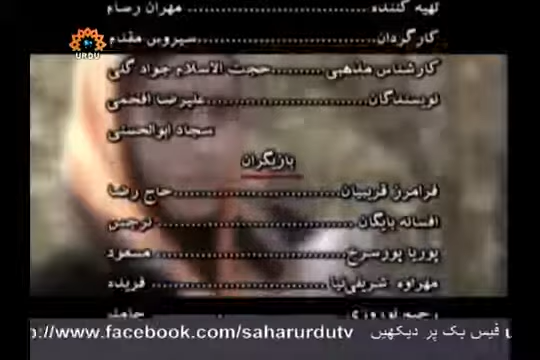 تهیه کننده ........................ مهران رسام
کارگردان ........................ سیروس مقدم
کارشناس مذهبی ........ حجت الاسلام جواد گلی
نویسندگان ........................ علیرضا افخمی
سجاد ابوالحسنی
بازیگران
فرامرز قریبیان ........................ حاج رضا
افسانه بایگان ........................ نرجس
پوریا پورسرخ ........................ مسعود
مهراوه شریفی‌نیا ........................ فریده
رحیم نوروزی
URDU
www.facebook.com/saharurdutv فیس بک پر دیکھیں